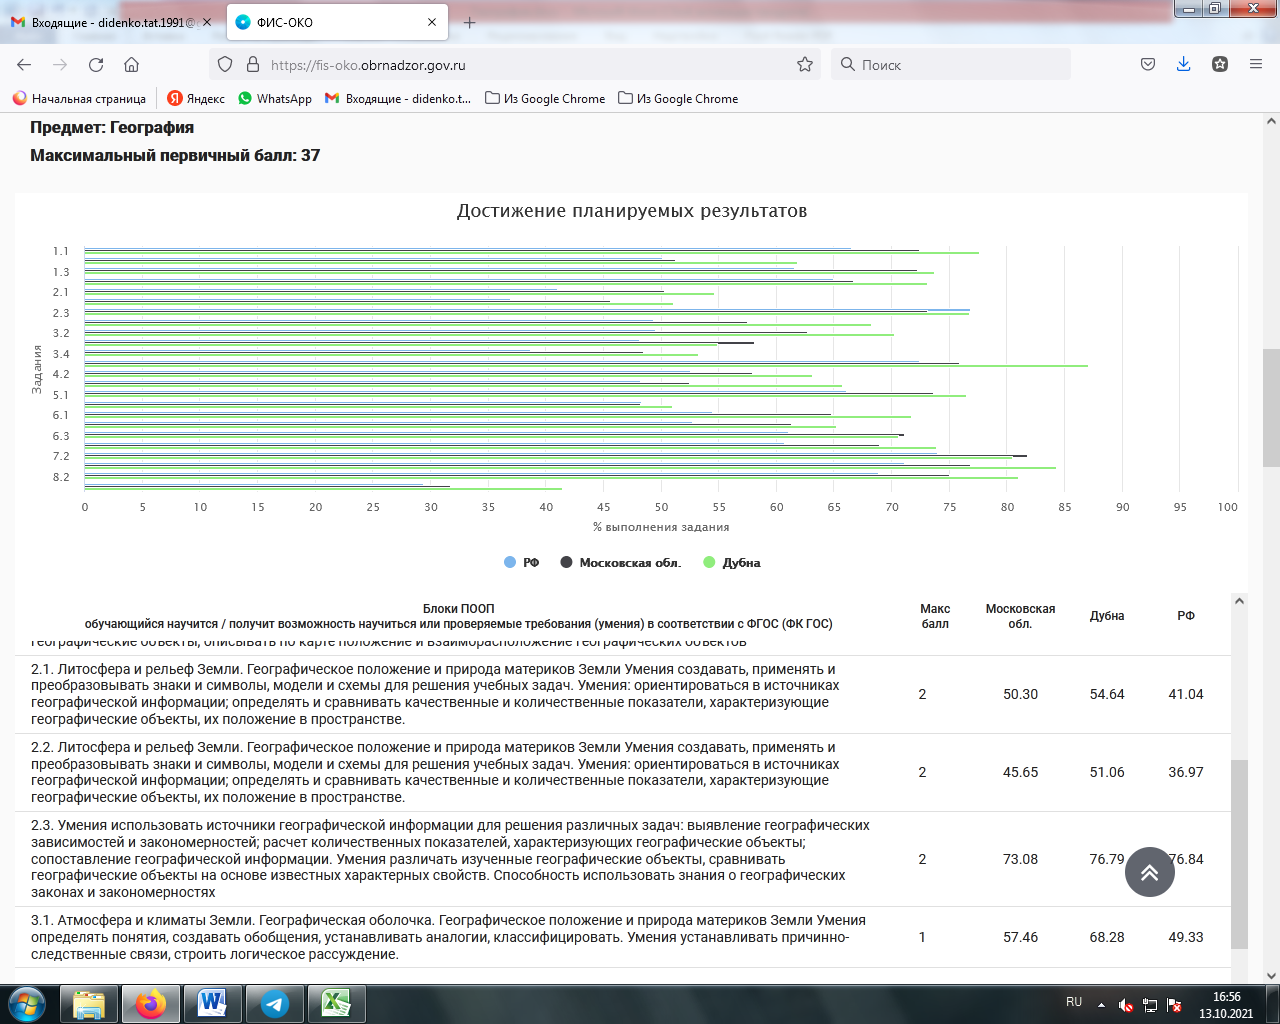 Входящие - didenko.tat.1991@
ФИС-ОКО
https://fis-oko.obrnadzor.gov.ru
Поиск
Начальная страница
Яндекс
WhatsApp
Входящие - didenko.t...
Из Google Chrome
Из Google Chrome
Предмет: География
Максимальный первичный балл: 37
Достижение планируемых результатов
Задания
1.1
1.3
2.1
2.3
3.2
3.4
4.2
5.1
6.1
6.3
7.2
8.2
0 5 10 15 20 25 30 35 40 45 50 55 60 65 70 75 80 85 90 95 100
% выполнения задания
РФ Московская обл. Дубна
Блоки ПООП
обучающийся научится / получит возможность научиться или проверяемые требования (умения) в соответствии с ФГОС (ФК ГОС)
Макс балл
Московская обл.
Дубна
РФ
географические объекты, описывать по карте положение и взаиморасположение географических объектов
2.1. Литосфера и рельеф Земли. Географическое положение и природа материков Земли Умения создавать, применять и
преобразовывать знаки и символы, модели и схемы для решения учебных задач. Умения: ориентироваться в источниках
географической информации; определять и сравнивать качественные и количественные показатели, характеризующие
географические объекты, их положение в пространстве.
2 50.30 54.64 41.04
2.2. Литосфера и рельеф Земли. Географическое положение и природа материков Земли Умения создавать, применять и
преобразовывать знаки и символы, модели и схемы для решения учебных задач. Умения: ориентироваться в источниках
географической информации; определять и сравнивать качественные и количественные показатели, характеризующие
географические объекты, их положение в пространстве.
2 45.65 51.06 36.97
2.3. Умения использовать источники географической информации для решения различных задач: выявление географических
зависимостей и закономерностей; расчет количественных показателей, характеризующих географические объекты;
сопоставление географической информации. Умения различать изученные географические объекты, сравнивать
географические объекты на основе известных характерных свойств. Способность использовать знания о географических
законах и закономерностях
2 73.08 76.79 76.84
3.1. Атмосфера и климаты Земли. Географическая оболочка. Географическое положение и природа материков Земли Умения
определять понятия, создавать обобщения, устанавливать аналогии, классифицировать. Умения устанавливать причинно-
следственные связи, строить логическое рассуждение.
1 57.46 68.28 49.33
RU
16:56
13.10.2021